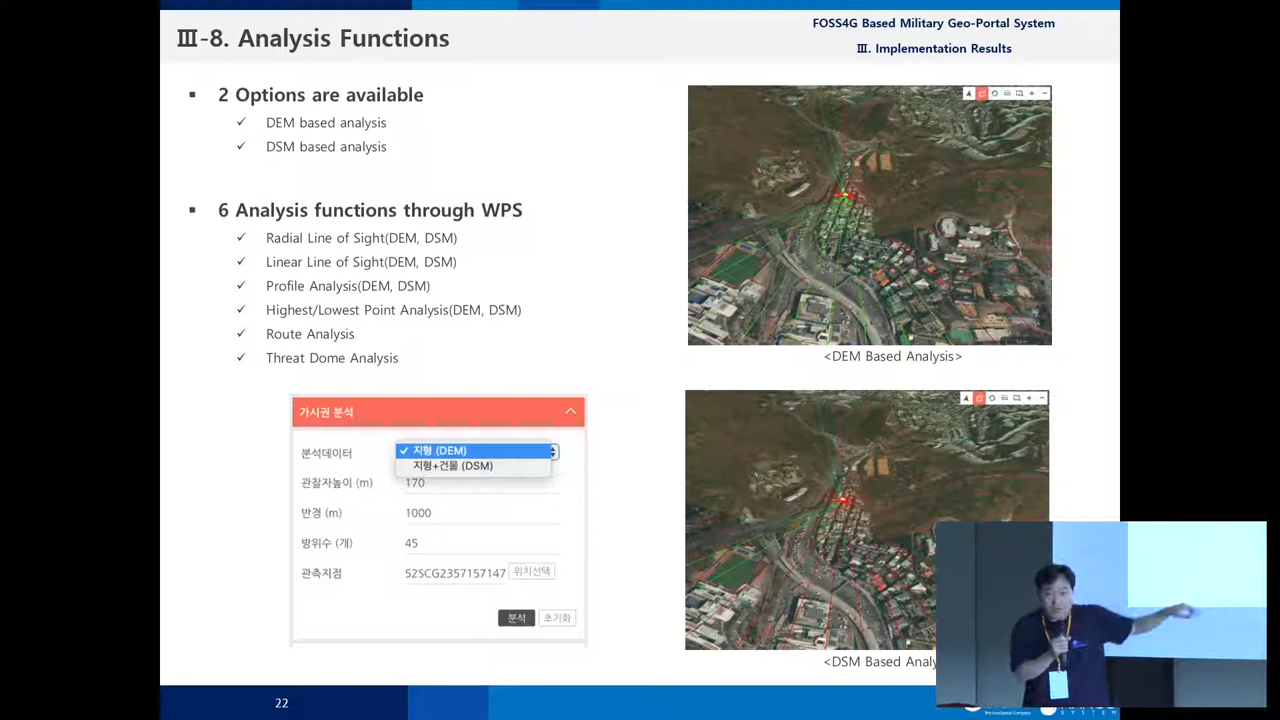 Ⅲ-8. Analysis Functions
FOSS4G Based Military Geo-Portal System
Ⅲ. Implementation Results
2 Options are available
DEM based analysis
DSM based analysis
6 Analysis functions through WPS
Radial Line of Sight(DEM, DSM)
Linear Line of Sight(DEM, DSM)
Profile Analysis(DEM, DSM)
Highest/Lowest Point Analysis(DEM, DSM)
Route Analysis
Threat Dome Analysis
<DEM Based Analysis>
가시권 분석
분석데이터
지형 (DEM)
지형+건물 (DSM)
관찰자높이 (m) 170
반경 (m) 1000
방위수 (개) 45
관측지점 52SCG2357157147 위치선택
분석 초기화
<DSM Based Analy
22